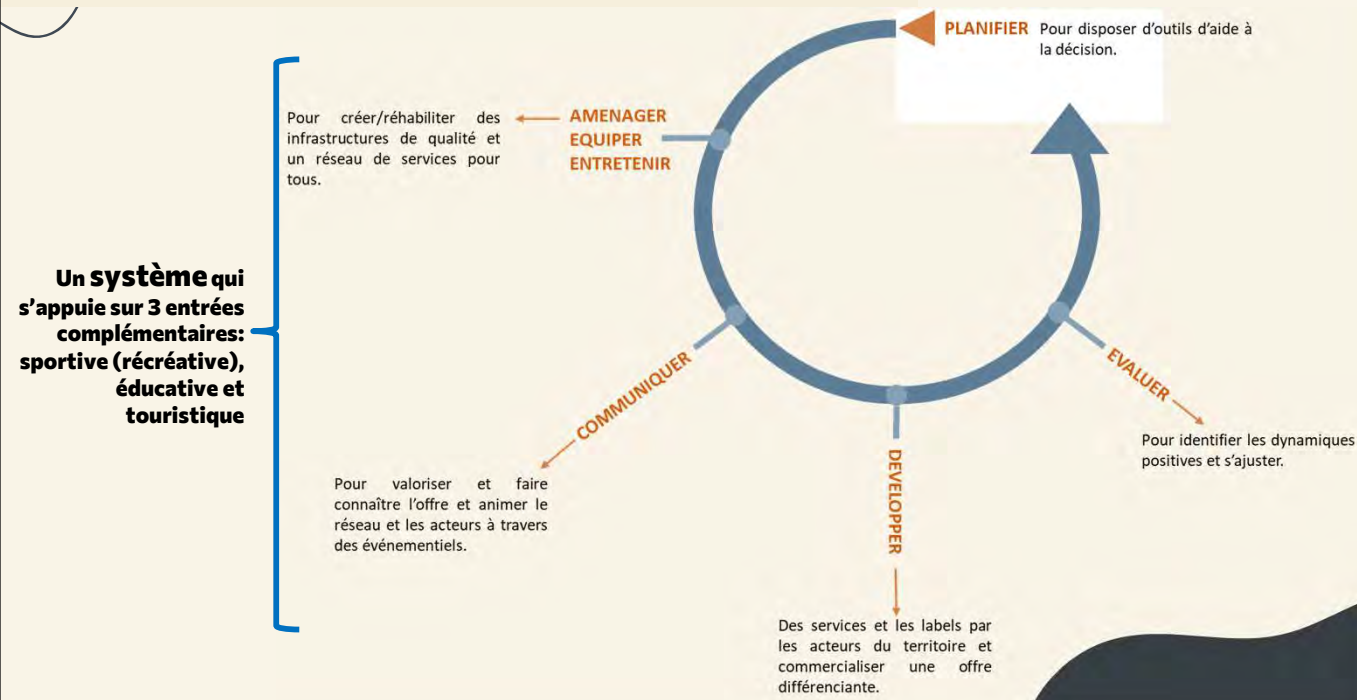 PLANIFIER Pour disposer d'outils d'aide à
la décision.
Pour créer/réhabiliter des
infrastructures de qualité et
un réseau de services pour
tous.
AMENAGER
EQUIPER
ENTRETENIR
Un système qui
s'appuie sur 3 entrées
complémentaires:
sportive (récréative),
éducative et
touristique
COMMUNIQUER
Pour valoriser et faire
connaître l'offre et animer le
réseau et les acteurs à travers
des événementiels.
DEVELOPPER
Des services et les labels par
les acteurs du territoire et
commercialiser une offre
différenciante.
EVALUER
Pour identifier les dynamiques
positives et s'ajuster.